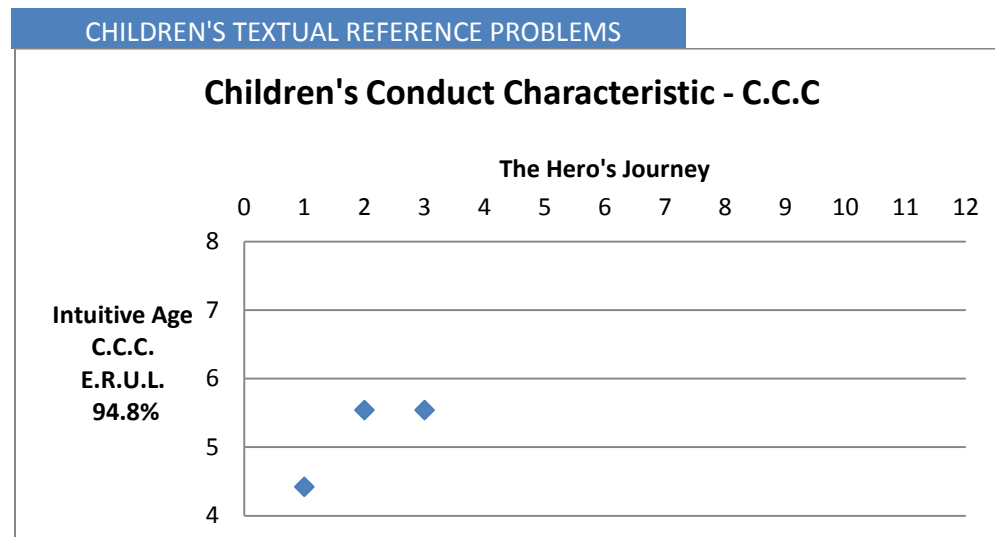 CHILDREN'S TEXTUAL REFERENCE PROBLEMS
Children's Conduct Characteristic - C.C.C
The Hero's Journey
0 1 2 3 4 5 6 7 8 9 10 11 12
8
7
6
5
4
Intuitive Age
C.C.C.
E.R.U.L.
94.8%